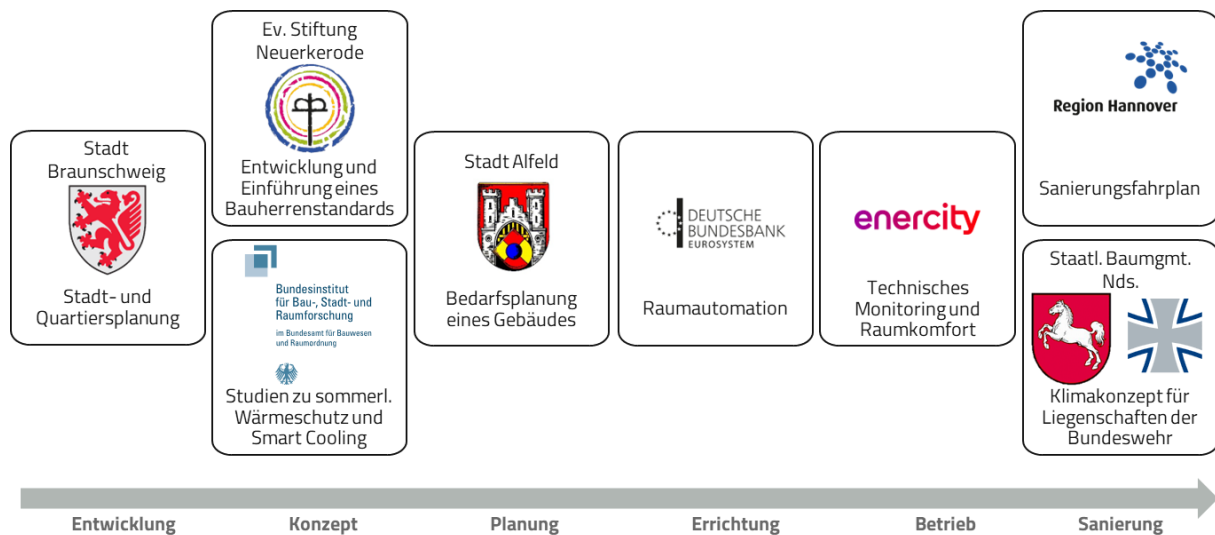 Stadt
Braunschweig
Stadt- und
Quartiersplanung
Ev. Stiftung
Neuerkerode
Entwicklung und
Einführung eines
Bauherrenstandards
Bundesinstitut
für Bau-, Stadt- und
Raumforschung
im Bundesamt für Bauwesen
und Raumordnung
Studien zu sommerl.
Wärmeschutz und
Smart Cooling
Stadt Alfeld
Bedarfsplanung
eines Gebäudes
DEUTSCHE
BUNDESBANK
EUROSYSTEM
Raumautomation
enercity
Technisches
Monitoring und
Raumkomfort
Region Hannover
Sanierungsfahrplan
Staatl. Baumgmt.
Nds.
Klimakonzept für
Liegenschaften der
Bundeswehr
Entwicklung
Konzept
Planung
Errichtung
Betrieb
Sanierung